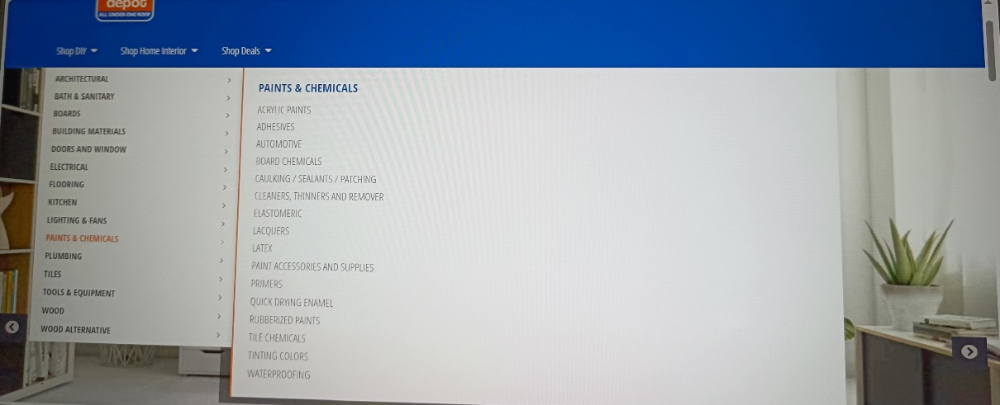 depot
ALL UNDER ONE ROOF
Shop DIY
Shop Home Interior
Shop Deals
ARCHITECTURAL
BATH & SANITARY
BOARDS
BUILDING MATERIALS
DOORS AND WINDOW
ELECTRICAL
FLOORING
KITCHEN
LIGHTING & FANS
PAINTS & CHEMICALS
PLUMBING
TILES
TOOLS & EQUIPMENT
WOOD
WOOD ALTERNATIVE
PAINTS & CHEMICALS
ACRYLIC PAINTS
ADHESIVES
AUTOMOTIVE
BOARD CHEMICALS
CAULKING / SEALANTS / PATCHING
CLEANERS, THINNERS AND REMOVER
ELASTOMERIC
LACQUERS
LATEX
PAINT ACCESSORIES AND SUPPLIES
PRIMERS
QUICK DRYING ENAMEL
RUBBERIZED PAINTS
TILE CHEMICALS
TINTING COLORS
WATERPROOFING